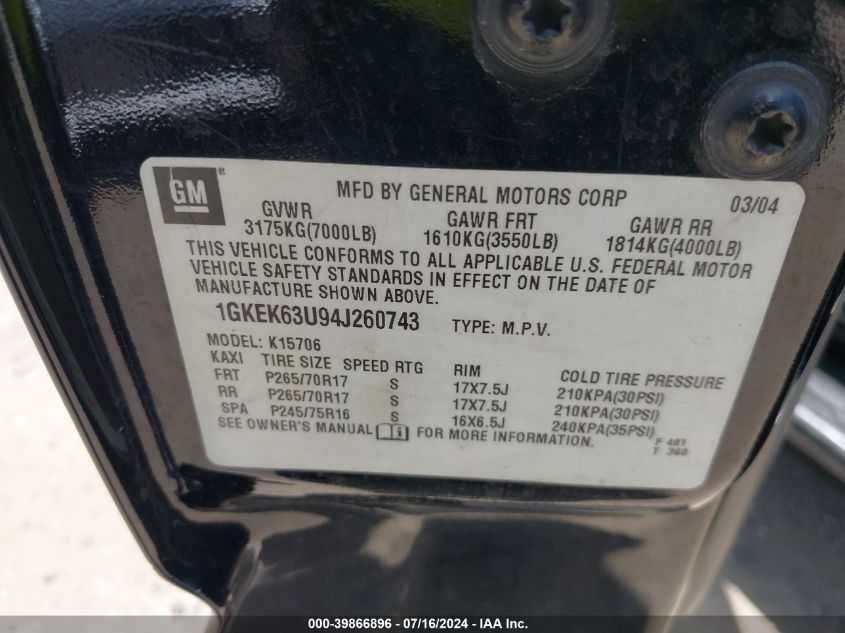 GM ® MFD BY GENERAL MOTORS CORP 03/04
GVWR GAWR FRT GAWR RR
3175KG(7000LB) 1610KG(3550LB) 1814KG(4000LB)
THIS VEHICLE CONFORMS TO ALL APPLICABLE U.S. FEDERAL MOTOR
VEHICLE SAFETY STANDARDS IN EFFECT ON THE DATE OF
MANUFACTURE SHOWN ABOVE.
1GKEK63U94J260743 TYPE: M.P.V.
MODEL: K15706
KAXI TIRE SIZE SPEED RTG RIM COLD TIRE PRESSURE
FRT P265/70R17 S 17X7.5J 210KPA(30PSI)
RR P265/70R17 S 17X7.5J 210KPA(30PSI)
SPA P245/75R16 S 16X6.5J 240KPA(35PSI)
SEE OWNER'S MANUAL FOR MORE INFORMATION.
F 481
T 360
000-39866896 - 07/16/2024 - IAA Inc.